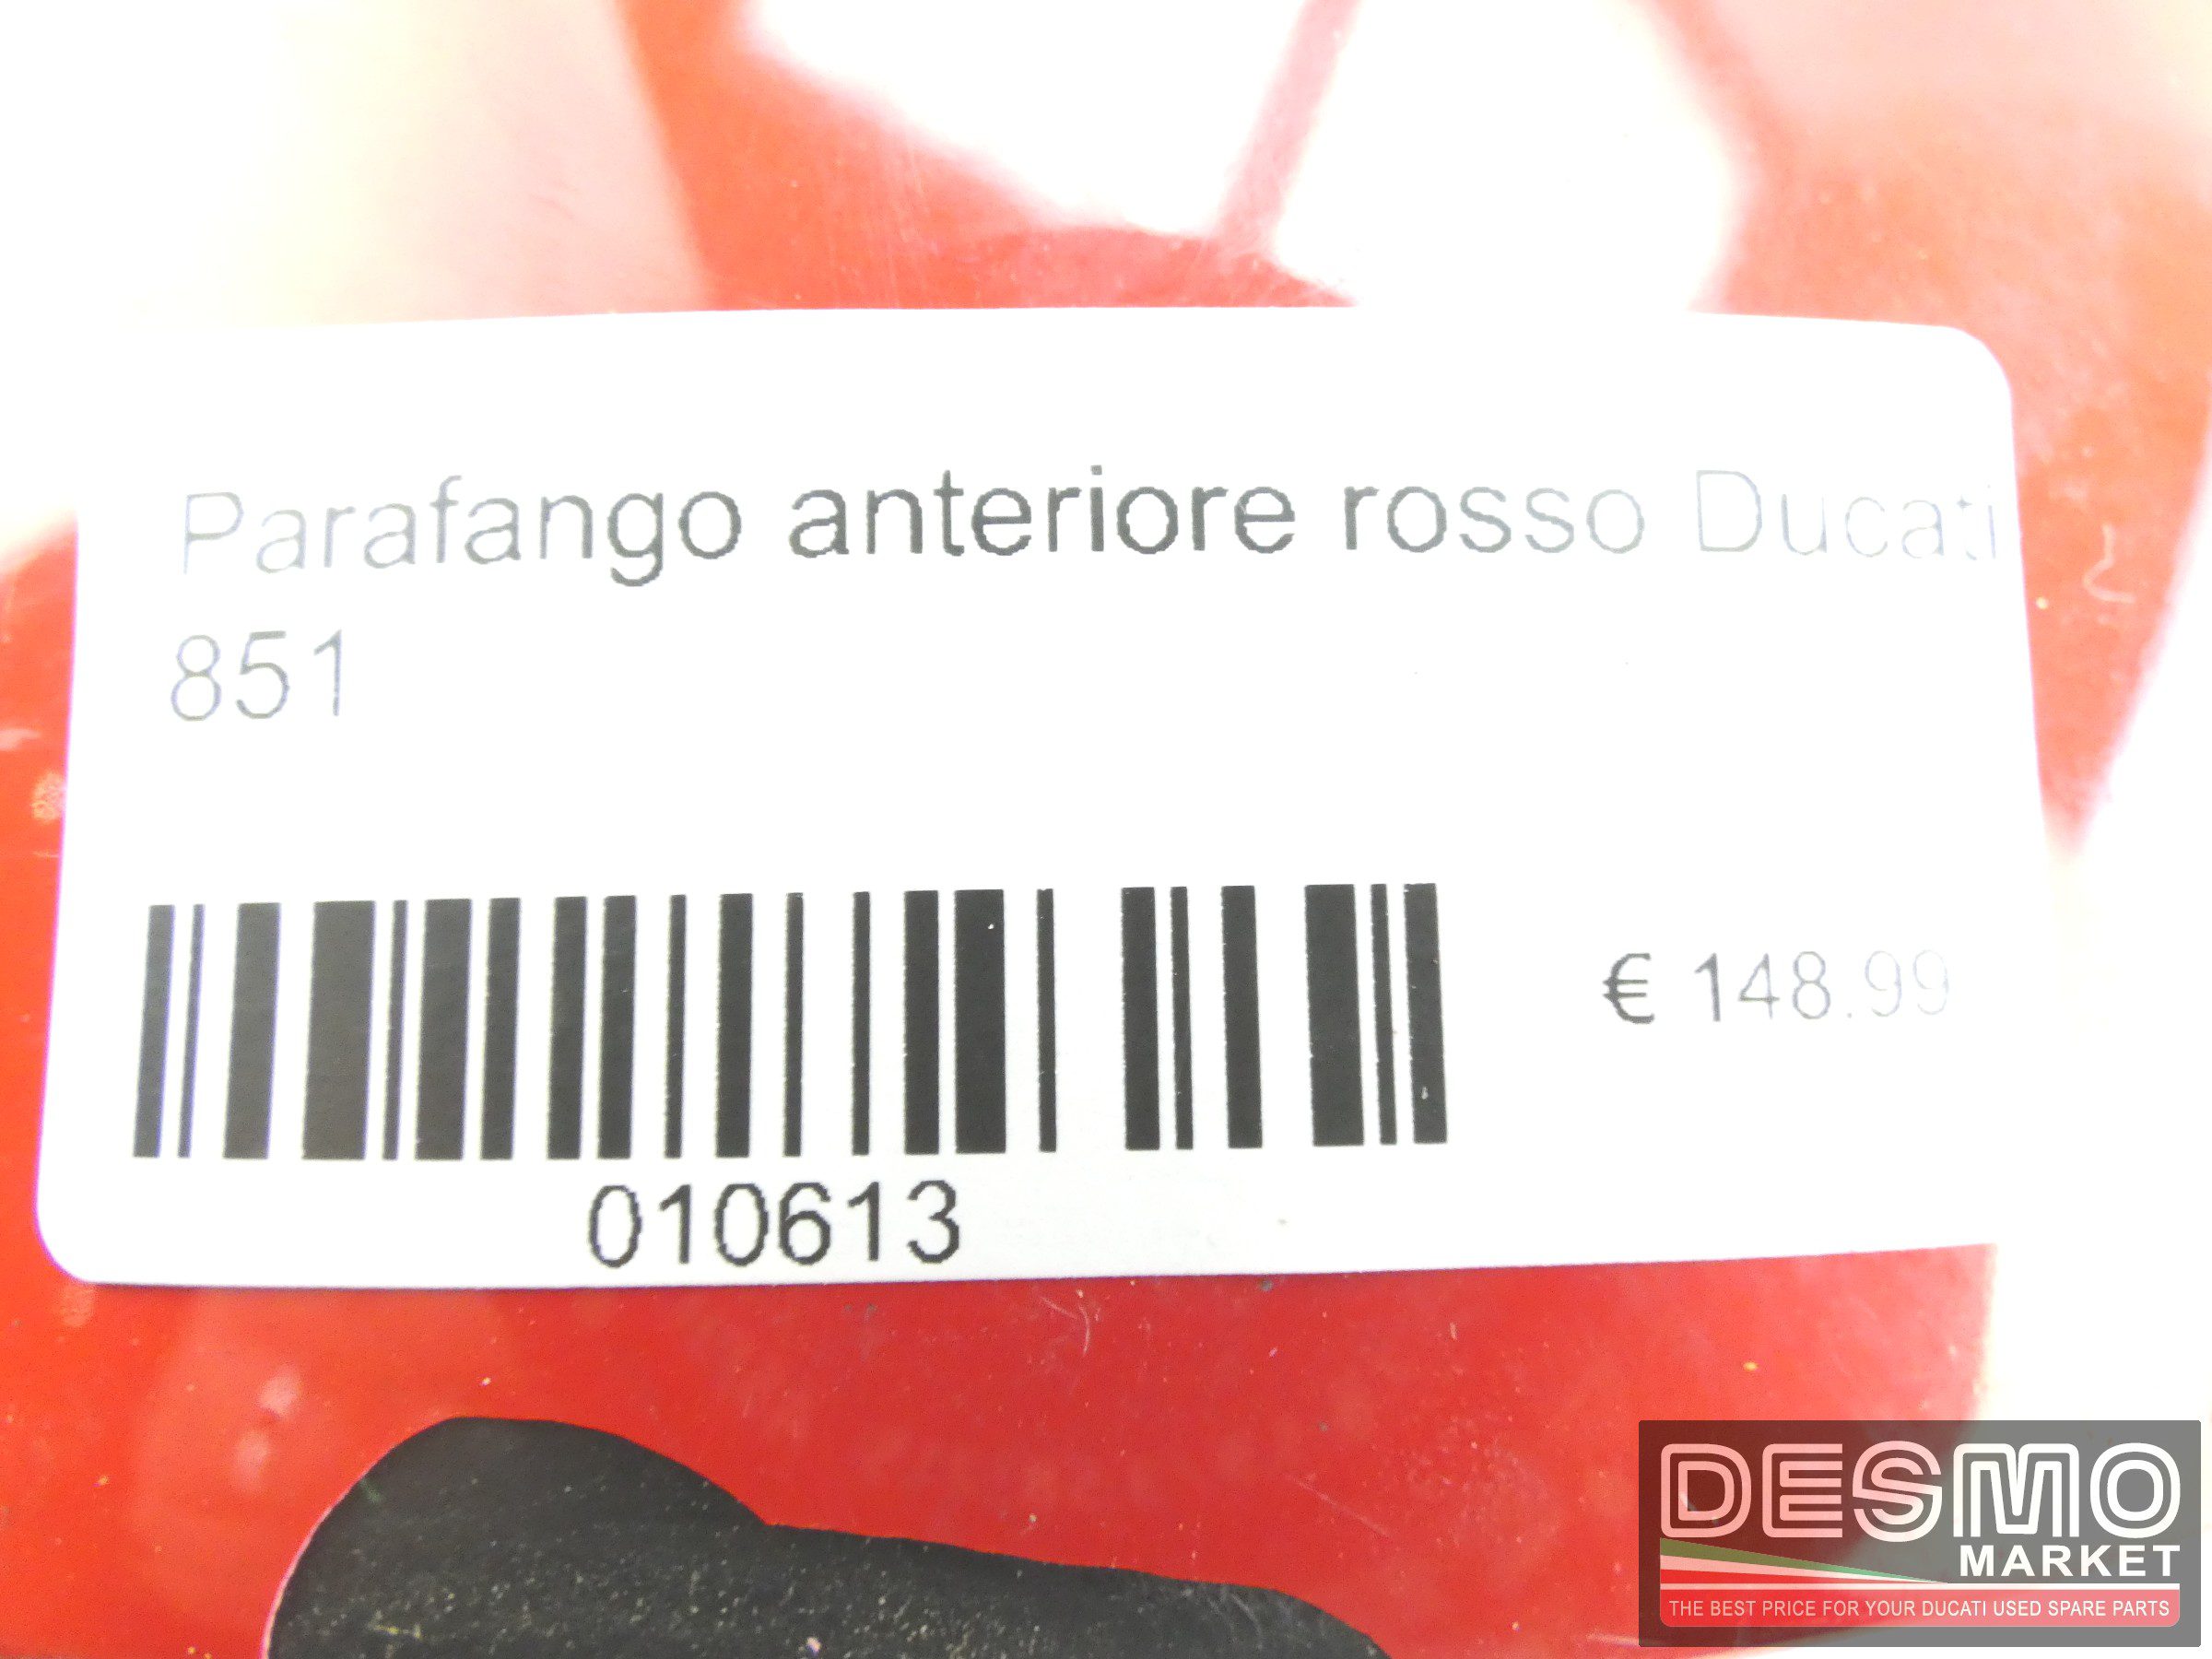 Parafango anteriore rosso Ducati
851
€ 148.99
010613
DESMO
MARKET
THE BEST PRICE FOR YOUR DUCATI USED SPARE PARTS